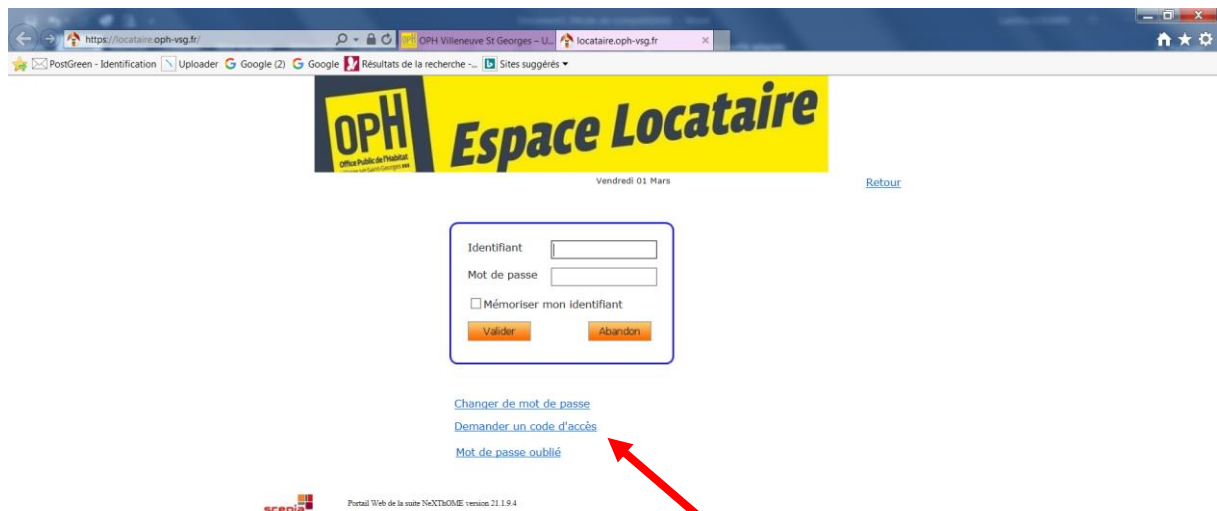 https://locataire.oph-vsg.fr/
OPH Villeneuve St Georges – U...
locataire.oph-vsg.fr
PostGreen - Identification
Uploader
Google (2)
Google
Résultats de la recherche -...
Sites suggérés
OPH
Office Public de l'Habitat
Espace Locataire
Vendredi 01 Mars
Retour
Identifiant
Mot de passe
Mémoriser mon identifiant
Valider
Abandon
Changer de mot de passe
Demander un code d'accès
Mot de passe oublié
scepia
Portail Web de la suite NeXThOME version 21.1.9.4